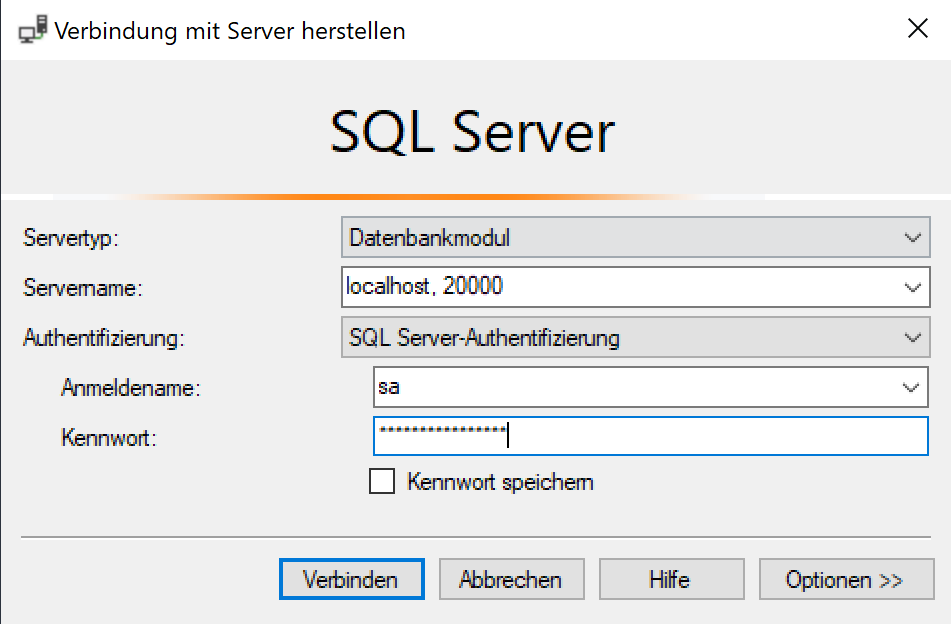 Verbindung mit Server herstellen
SQL Server
Servertyp: Datenbankmodul
Servername: localhost, 20000
Authentifizierung: SQL Server-Authentifizierung
Anmeldename: sa
Kennwort: ****************
Kennwort speichern
Verbinden Abbrechen Hilfe Optionen >>